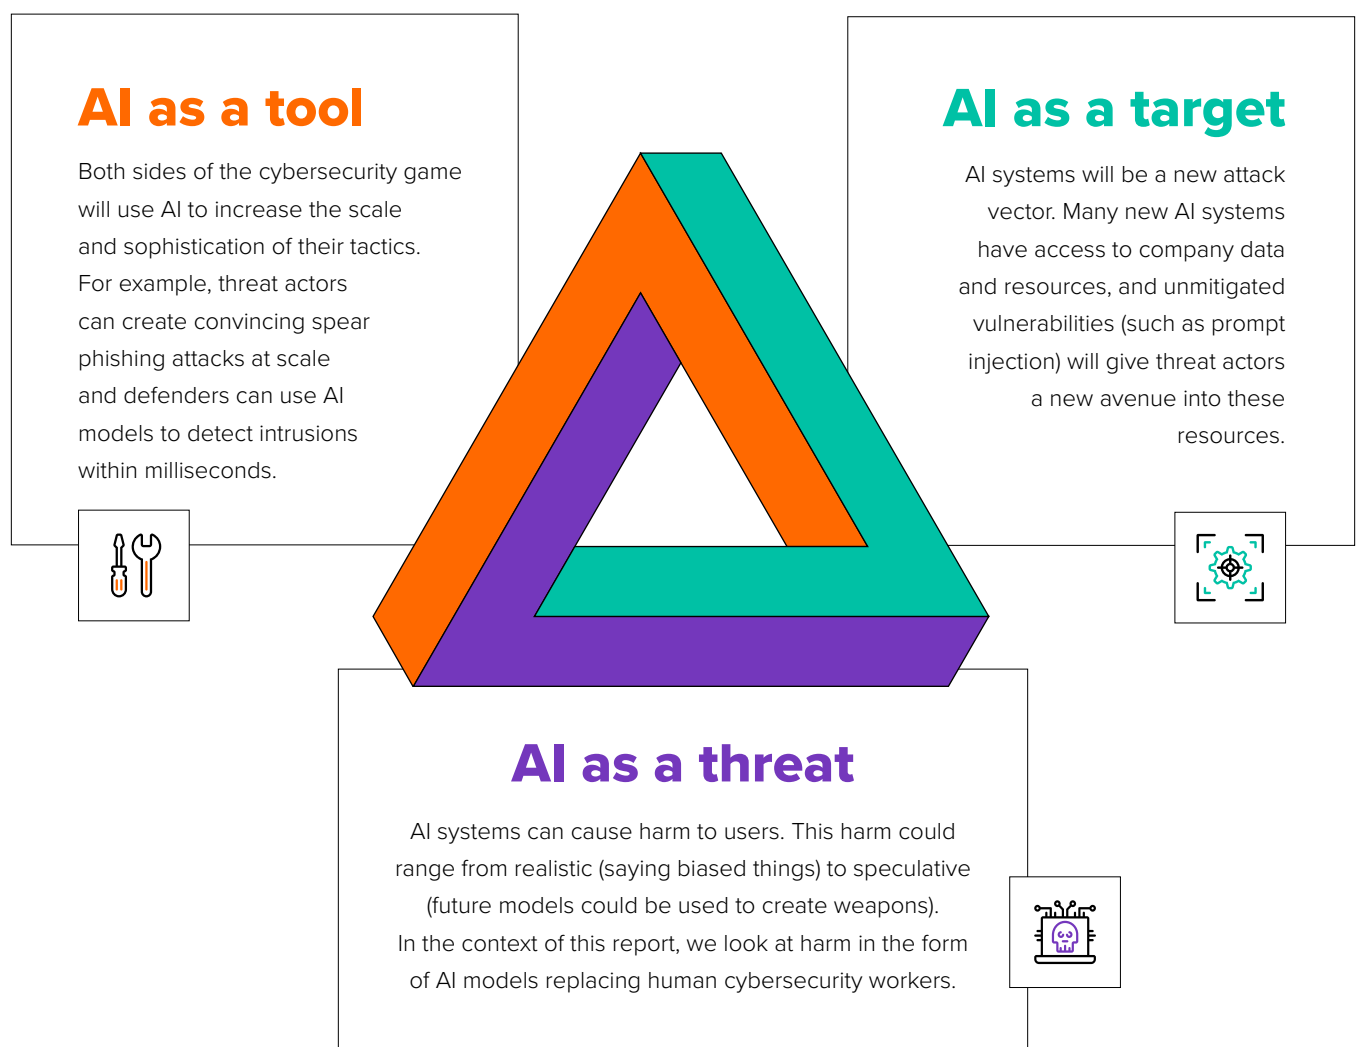 AI as a tool
Both sides of the cybersecurity game
will use AI to increase the scale
and sophistication of their tactics.
For example, threat actors
can create convincing spear
phishing attacks at scale
and defenders can use AI
models to detect intrusions
within milliseconds.
AI as a target
AI systems will be a new attack
vector. Many new AI systems
have access to company data
and resources, and unmitigated
vulnerabilities (such as prompt
injection) will give threat actors
a new avenue into these
resources.
AI as a threat
AI systems can cause harm to users. This harm could
range from realistic (saying biased things) to speculative
(future models could be used to create weapons).
In the context of this report, we look at harm in the form
of AI models replacing human cybersecurity workers.